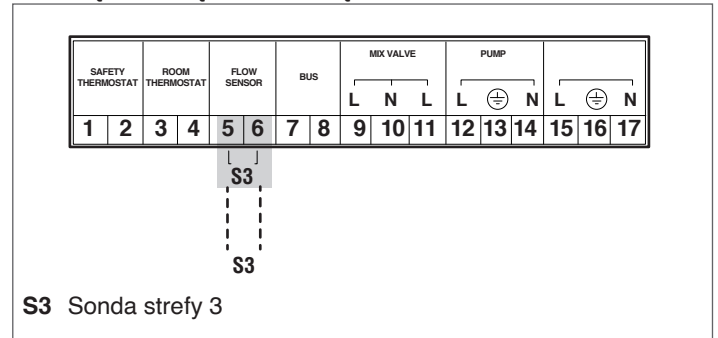 SAFETY THERMOSTAT ROOM THERMOSTAT FLOW SENSOR BUS MIX VALVE PUMP
L N L L N L N
1 2 3 4 5 6 7 8 9 10 11 12 13 14 15 16 17
S3
S3
S3 Sonda strefy 3